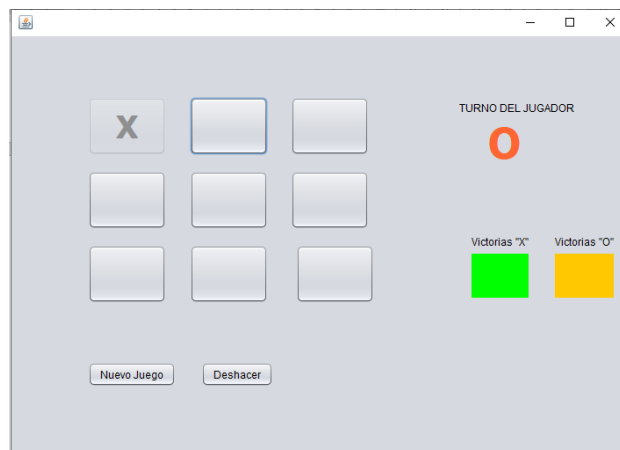 TURNO DEL JUGADOR
X
O
Victorias "X" Victorias "O"
Nuevo Juego Deshacer